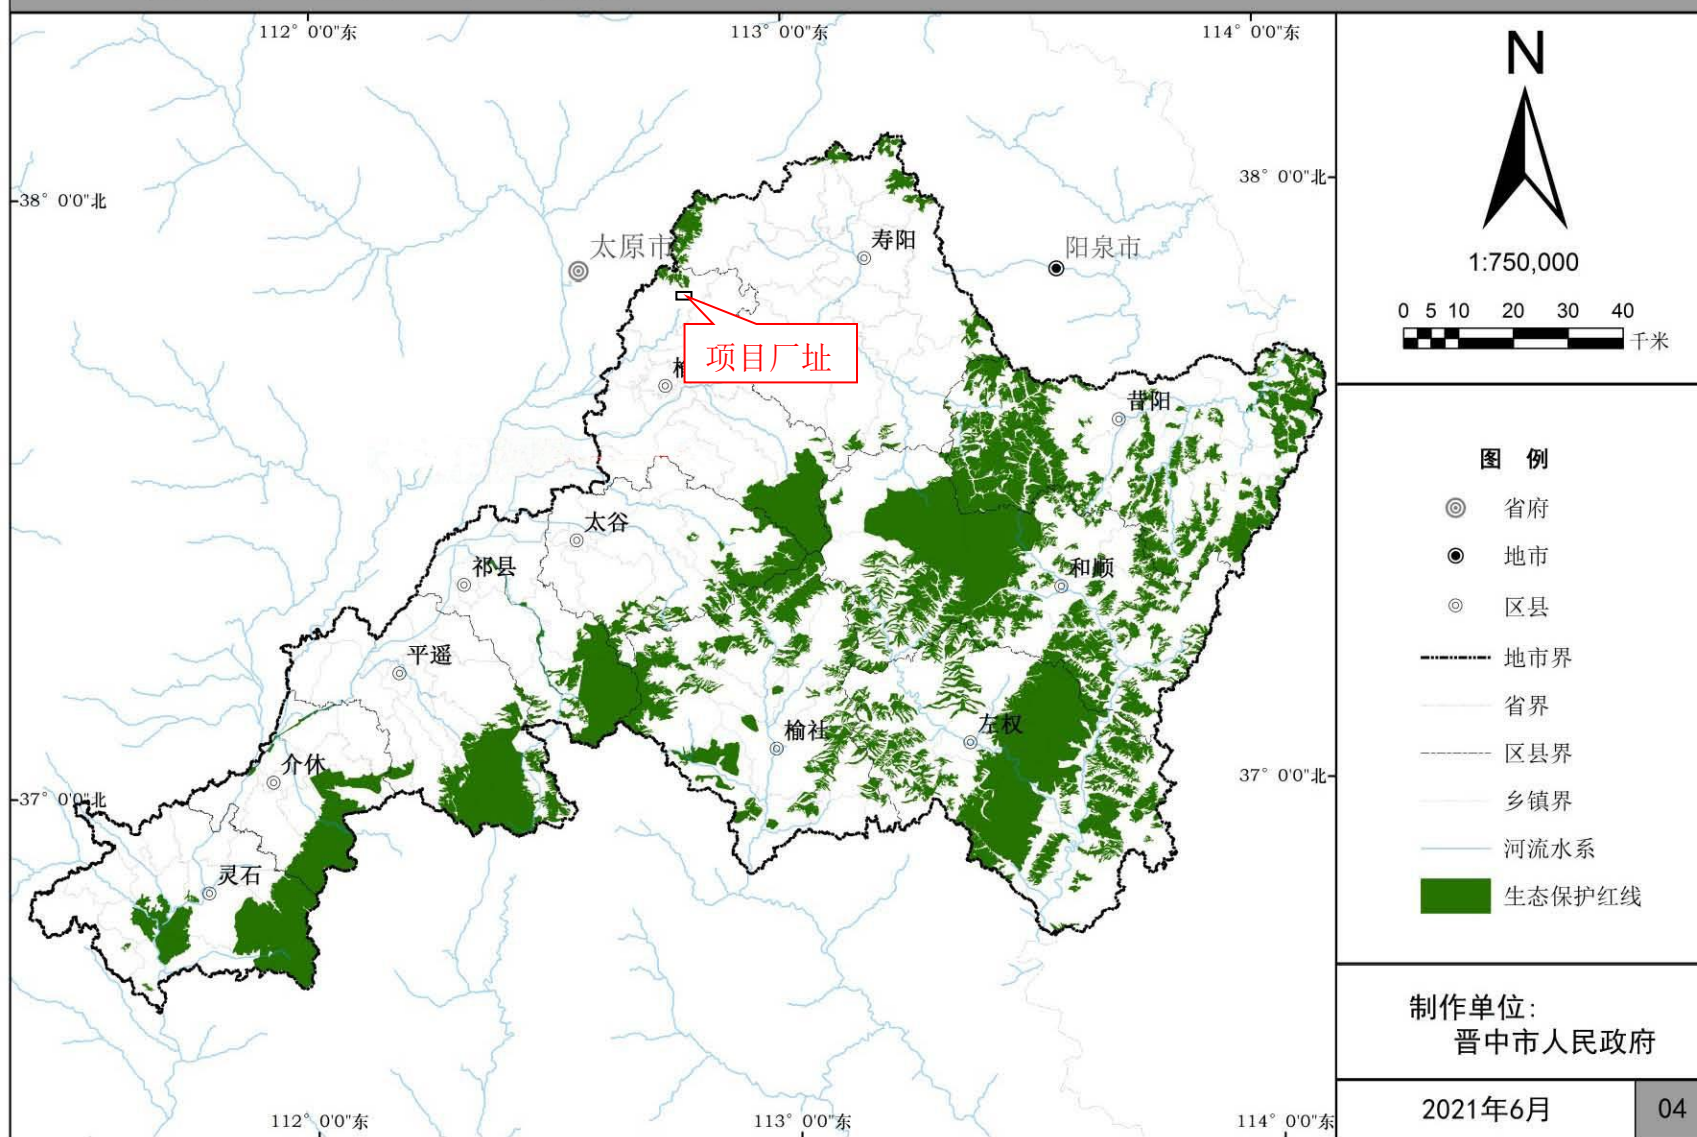 112° 0'0"东
113° 0'0"东
114° 0'0"东
38° 0'0"北
38° 0'0"北
太原市
寿阳
阳泉市
项目厂址
昔阳
太谷
祁县
和顺
平遥
榆社
左权
介休
37° 0'0"北
37° 0'0"北
灵石
112° 0'0"东
113° 0'0"东
114° 0'0"东
N
1:750,000
0 5 10 20 30 40
千米
图 例
省府
地市
区县
地市界
省界
区县界
乡镇界
河流水系
生态保护红线
制作单位:
晋中市人民政府
2021年6月
04